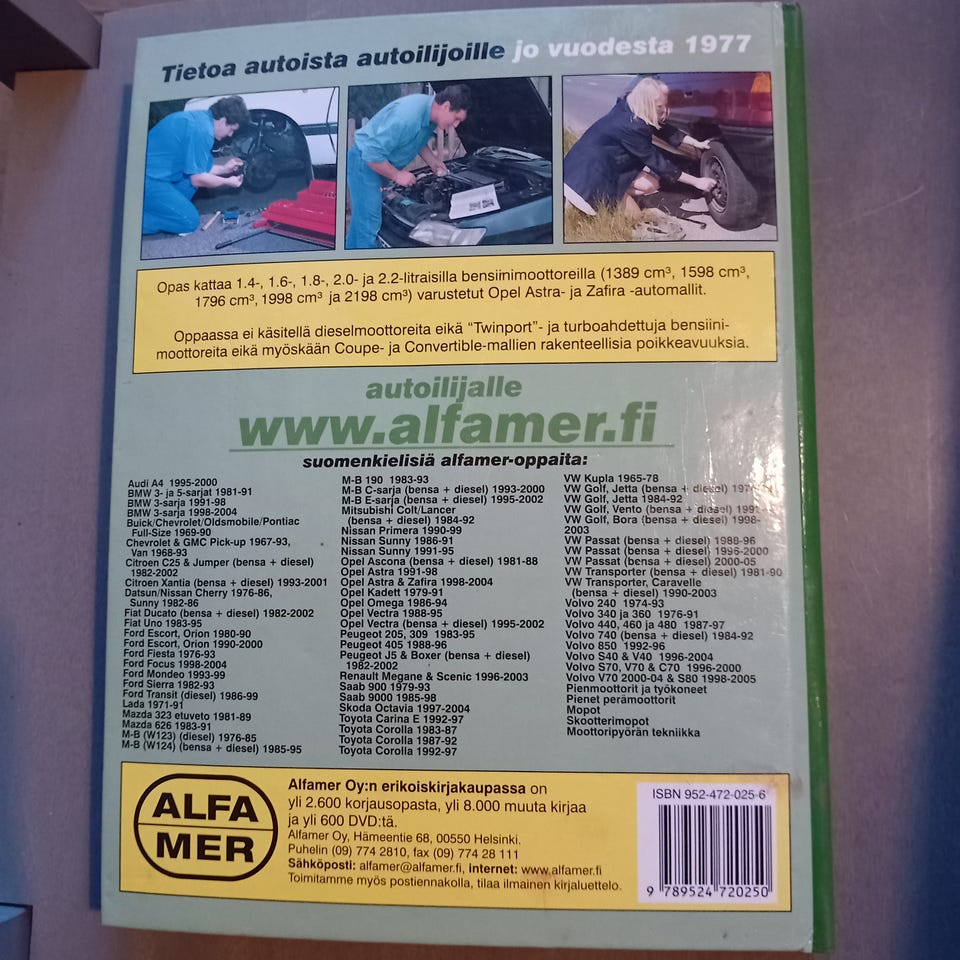 Tietoa autoista autoilijoille jo vuodesta 1977
Opas kattaa 1.4-, 1.6-, 1.8-, 2.0- ja 2.2-litraisilla bensiinimoottoreilla (1389 cm³, 1598 cm³,
1796 cm³, 1998 cm³ ja 2198 cm³) varustetut Opel Astra- ja Zafira -automallit.
Oppaassa ei käsitellä dieselmoottoreita eikä "Twinport"- ja turboahdettuja bensiini-
moottoreita eikä myöskään Coupe- ja Convertible-mallien rakenteellisia poikkeavuuksia.
autoilijalle
www.alfamer.fi
suomenkielisiä alfamer-oppaita:
Audi A4 1995-2000
BMW 3- ja 5-sarjat 1981-91
BMW 3-sarja 1991-98
BMW 3-sarja 1998-2004
Buick/Chevrolet/Oldsmobile/Pontiac
Full-Size 1969-90
Chevrolet & GMC Pick-up 1967-93,
Van 1968-93
Citroen C25 & Jumper (bensa + diesel)
1982-2002
Citroen Xantia (bensa + diesel) 1993-2001
Datsun/Nissan Cherry 1976-86,
Sunny 1982-86
Fiat Ducato (bensa + diesel) 1982-2002
Fiat Uno 1983-95
Ford Escort, Orion 1980-90
Ford Escort, Orion 1990-2000
Ford Fiesta 1976-93
Ford Focus 1998-2004
Ford Mondeo 1993-99
Ford Sierra 1982-93
Ford Transit (diesel) 1986-99
Lada 1971-91
Mazda 323 etuveto 1981-89
Mazda 626 1983-91
M-B (W123) (diesel) 1976-85
M-B (W124) (bensa + diesel) 1985-95
M-B 190 1983-93
M-B C-sarja (bensa + diesel) 1993-2000
M-B E-sarja (bensa + diesel) 1995-2002
Mitsubishi Colt/Lancer
(bensa + diesel) 1984-92
Nissan Primera 1990-99
Nissan Sunny 1986-91
Nissan Sunny 1991-95
Opel Ascona (bensa + diesel) 1981-88
Opel Astra 1991-98
Opel Astra & Zafira 1998-2004
Opel Kadett 1979-91
Opel Omega 1986-94
Opel Vectra 1988-95
Opel Vectra (bensa + diesel) 1995-2002
Peugeot 205, 309 1983-95
Peugeot 405 1988-96
Peugeot J5 & Boxer (bensa + diesel)
1982-2002
Renault Megane & Scenic 1996-2003
Saab 900 1979-93
Saab 9000 1985-98
Skoda Octavia 1997-2004
Toyota Carina E 1992-97
Toyota Corolla 1983-87
Toyota Corolla 1987-92
Toyota Corolla 1992-97
VW Kupla 1965-78
VW Golf, Jetta (bensa + diesel)
VW Golf, Jetta 1984-92
VW Golf, Vento (bensa + diesel)
VW Golf, Bora (bensa + diesel) 1998-
2003
VW Passat (bensa + diesel) 1988-96
VW Passat (bensa + diesel) 1996-2000
VW Passat (bensa + diesel) 2000-05
VW Transporter (bensa + diesel) 1981-90
VW Transporter, Caravelle
(bensa + diesel) 1990-2003
Volvo 240 1974-93
Volvo 340 ja 360 1976-91
Volvo 440, 460 ja 480 1987-97
Volvo 740 (bensa + diesel) 1984-92
Volvo 850 1992-96
Volvo S40 & V40 1996-2004
Volvo S70, V70 & C70 1996-2000
Volvo V70 2000-04 & S80 1998-2005
Pienmoottorit ja työkoneet
Pienet perämoottorit
Mopot
Skootterimopot
Moottoripyörän tekniikka
ALFA
MER
Alfamer Oy:n erikoiskirjakaupassa on
yli 2.600 korjausopasta, yli 8.000 muuta kirjaa
ja yli 600 DVD:tä.
Alfamer Oy, Hämeentie 68, 00550 Helsinki.
Puhelin (09) 774 2810, fax (09) 774 28 111
Sähköposti: alfamer@alfamer.fi, internet: www.alfamer.fi
Toimitamme myös postiennakolla, tilaa ilmainen kirjaluettelo.
ISBN 952-472-025-6
9 789524 720250